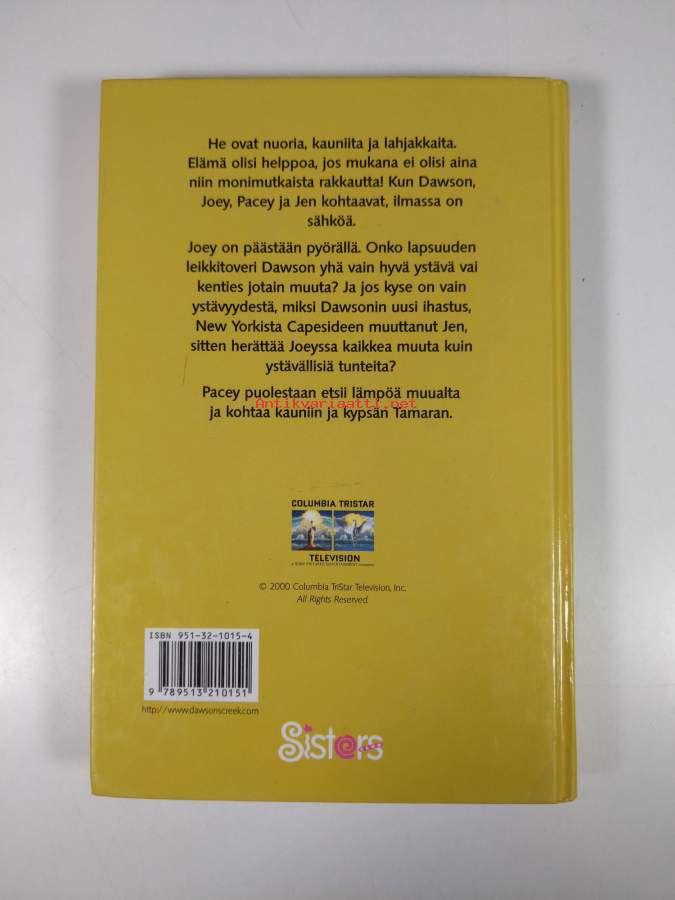 He ovat nuoria, kauniita ja lahjakkaita.
Elämä olisi helppoa, jos mukana ei olisi aina
niin monimutkaista rakkautta! Kun Dawson,
Joey, Pacey ja Jen kohtaavat, ilmassa on
sähköä.
Joey on päästään pyörällä. Onko lapsuuden
leikkitoveri Dawson yhä vain hyvä ystävä vai
kenties jotain muuta? Ja jos kyse on vain
ystävyydestä, miksi Dawsonin uusi ihastus,
New Yorkista Capesideen muuttanut Jen,
sitten herättää Joeyssa kaikkea muuta kuin
ystävällisiä tunteita?
Pacey puolestaan etsii lämpöä muualta
Antikvariaatti.net
ja kohtaa kauniin ja kypsän Tamaran.
COLUMBIA TRISTAR
TELEVISION
A SONY PICTURES ENTERTAINMENT COMPANY
© 2000 Columbia TriStar Television, Inc.
All Rights Reserved.
ISBN 951-32-1015-4
9 789513 210151
http://www.dawsonscreek.com
Sisters